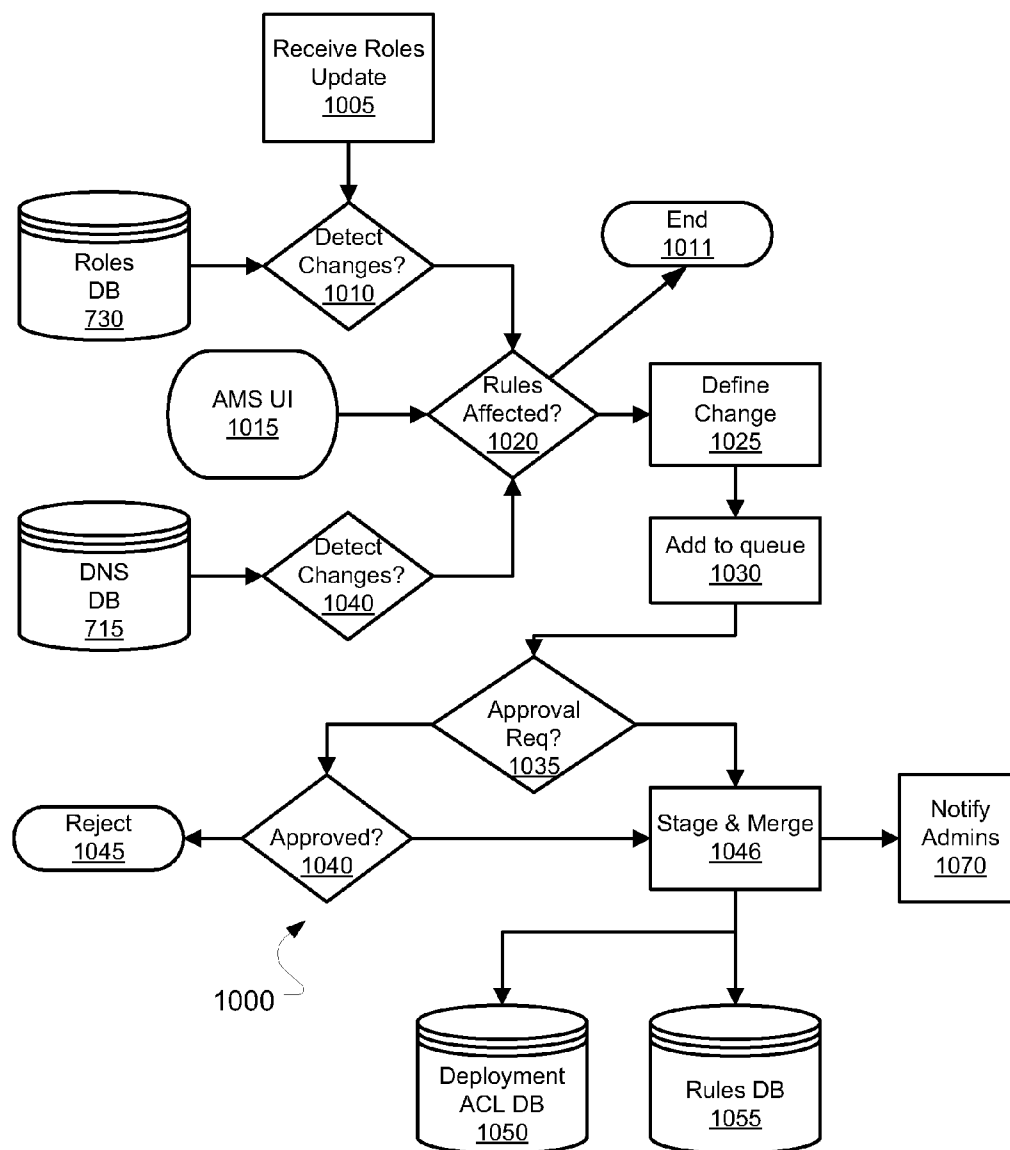 Receive Roles
Update
1005
End
1011
Detect
Changes?
1010
Roles
DB
730
Rules
Affected?
1020
Define
Change
1025
AMS UI
1015
Detect
Changes?
1040
DNS
DB
715
Add to queue
1030
Approval
Req?
1035
Reject
1045
Approved?
1040
Stage & Merge
1046
Notify
Admins
1070
1000
Deployment
ACL DB
1050
Rules DB
1055